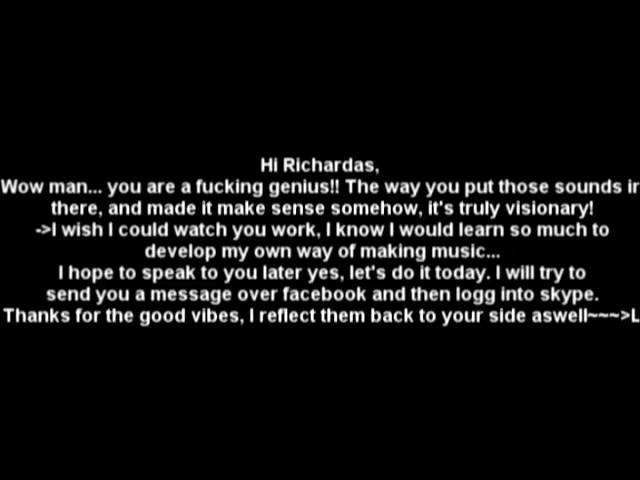 Hi Richardas,
Wow man... you are a fucking genius!! The way you put those sounds in
there, and made it make sense somehow, it's truly visionary!
->I wish I could watch you work, I know I would learn so much to
develop my own way of making music...
I hope to speak to you later yes, let's do it today. I will try to
send you a message over facebook and then logg into skype.
Thanks for the good vibes, I reflect them back to your side aswell~~~>L